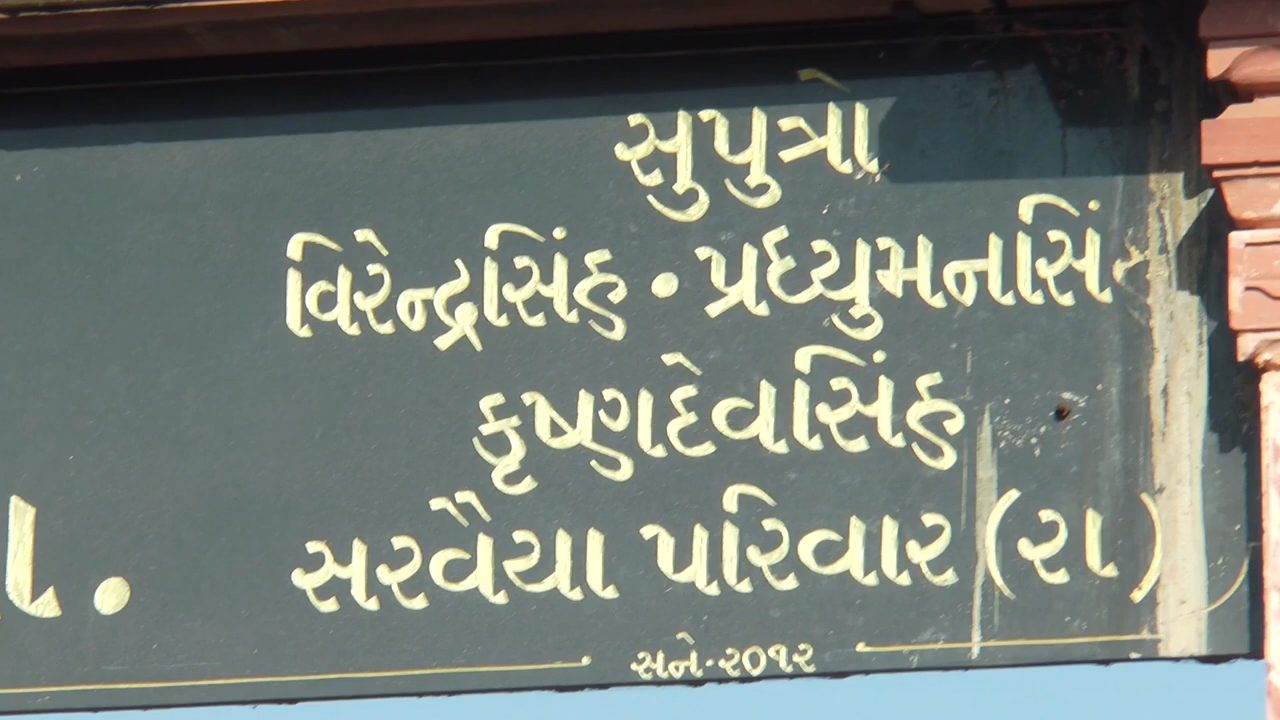 સુપુત્રા
વિરેન્દ્રસિંહ • પ્રદ્યુમનસિં
કૃષ્ણદેવસિંહ
સરવૈયા પરિવાર (રા )
સને-૨૦૧૨